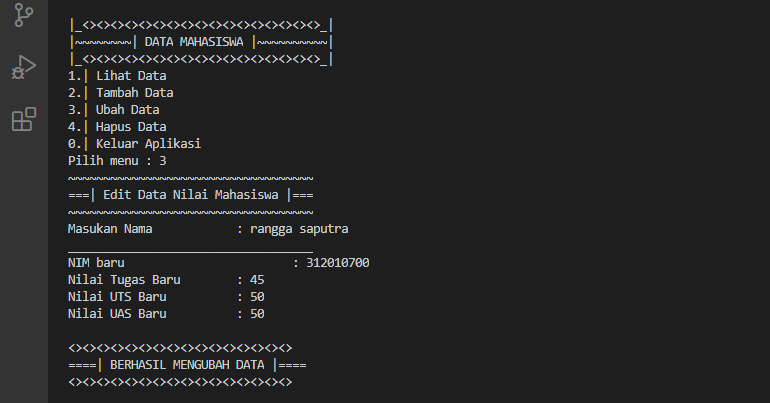 |_<><><><><><><><><><><><><><><><><>_|
|~~~~~~~~| DATA MAHASISWA |~~~~~~~~~~|
|_<><><><><><><><><><><><><><><><><>_|
1.| Lihat Data
2.| Tambah Data
3.| Ubah Data
4.| Hapus Data
0.| Keluar Aplikasi
Pilih menu : 3
~~~~~~~~~~~~~~~~~~~~~~~~~~~~~~~~~~~
===| Edit Data Nilai Mahasiswa |===
~~~~~~~~~~~~~~~~~~~~~~~~~~~~~~~~~~~
Masukan Nama            : rangga saputra
___________________________________
NIM baru                        : 312010700
Nilai Tugas Baru        : 45
Nilai UTS Baru          : 50
Nilai UAS Baru          : 50
<><><><><><><><><><><><><><><><>
====| BERHASIL MENGUBAH DATA |====
<><><><><><><><><><><><><><><><>